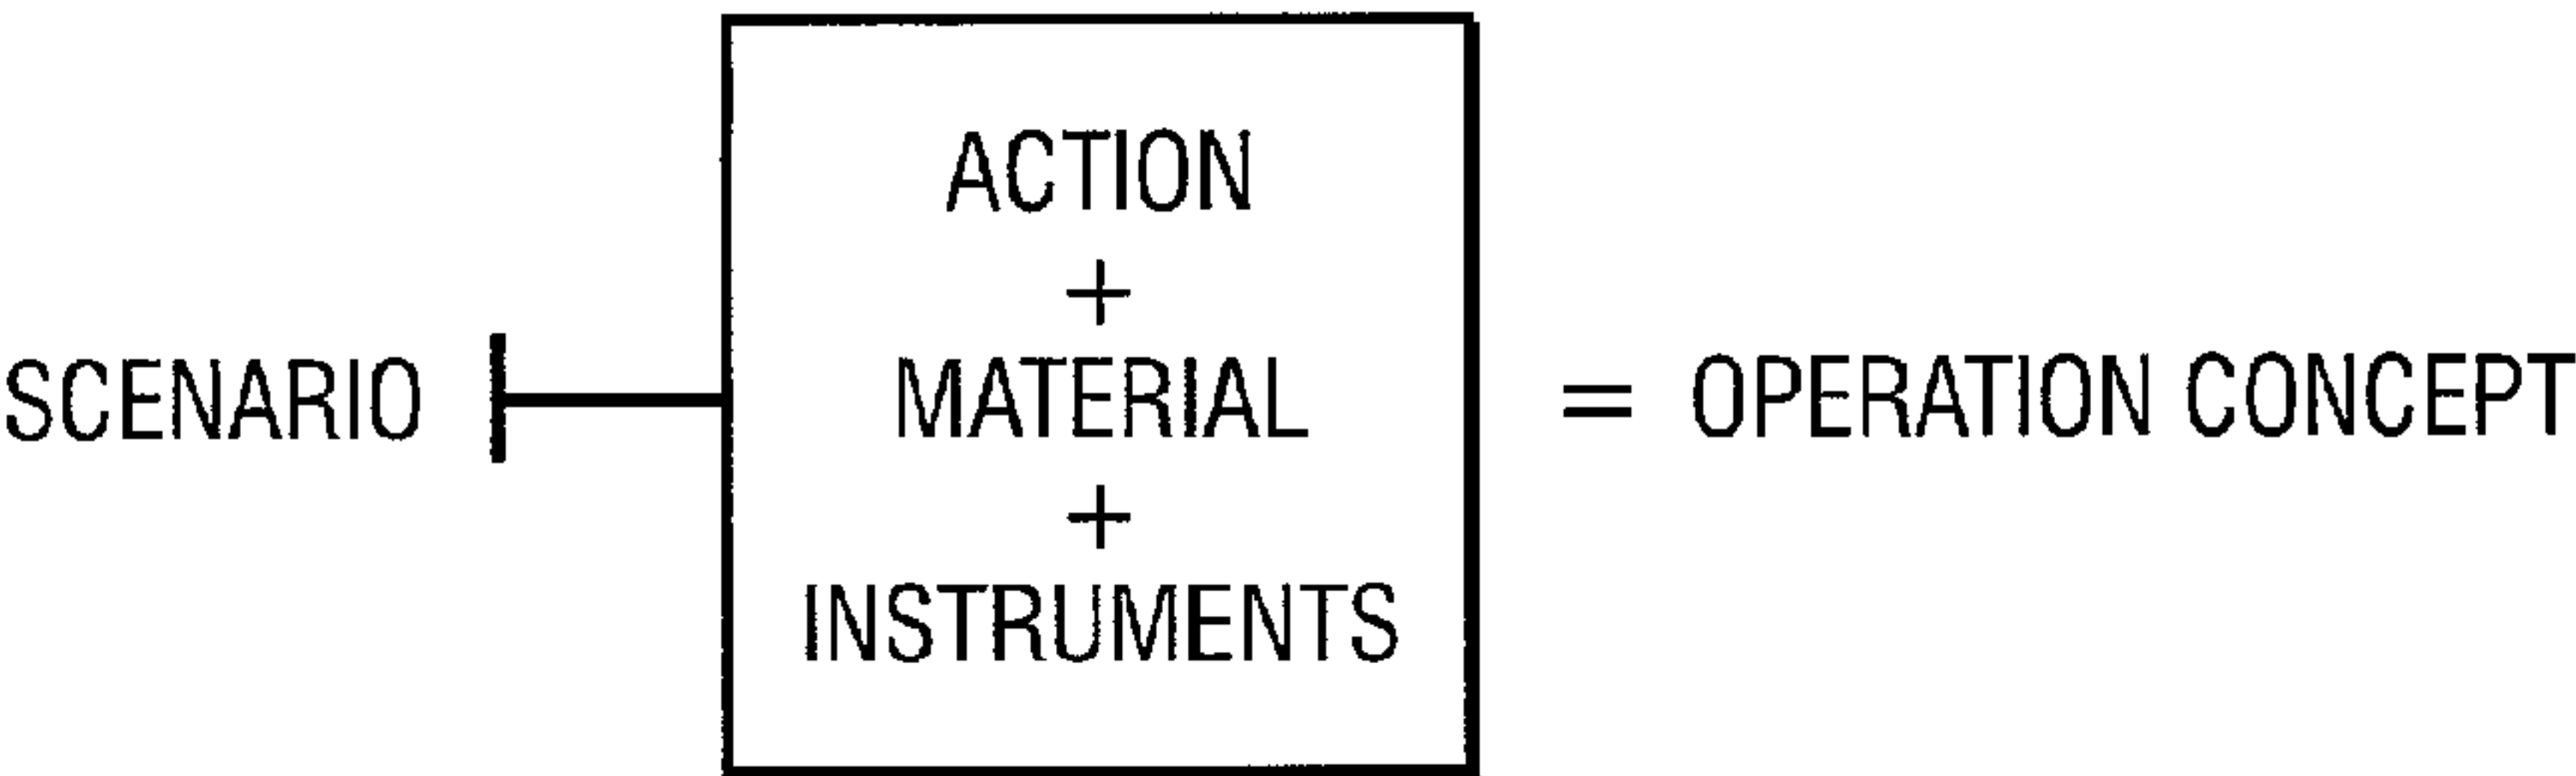 ACTION
+
SCENARIO MATERIAL = OPERATION CONCEPT
+
INSTRUMENTS